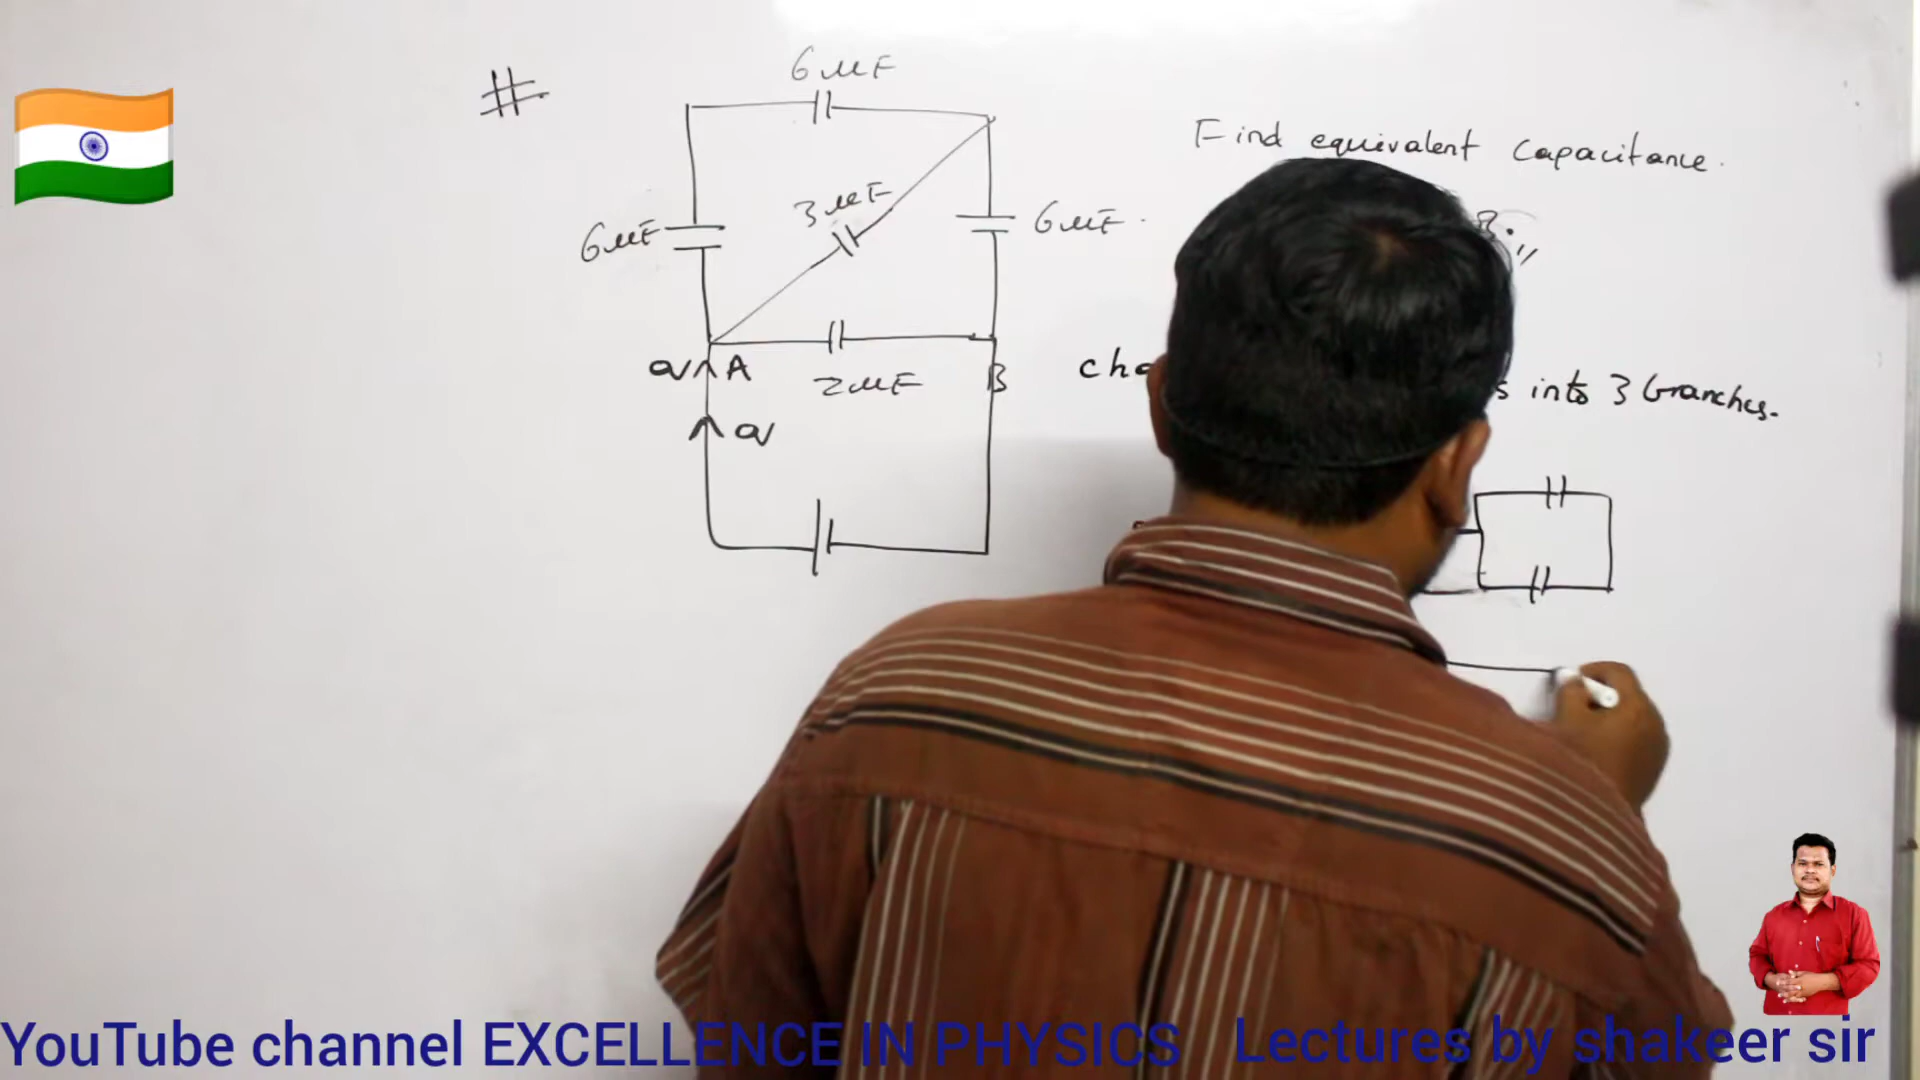 #
6μF
Find equivalent capacitance.
3μF
6μF
6μF
B.
A
2μF
B
into 3 branches.
YouTube channel EXCELLENCE IN PHYSICS Lectures by shakeer sir